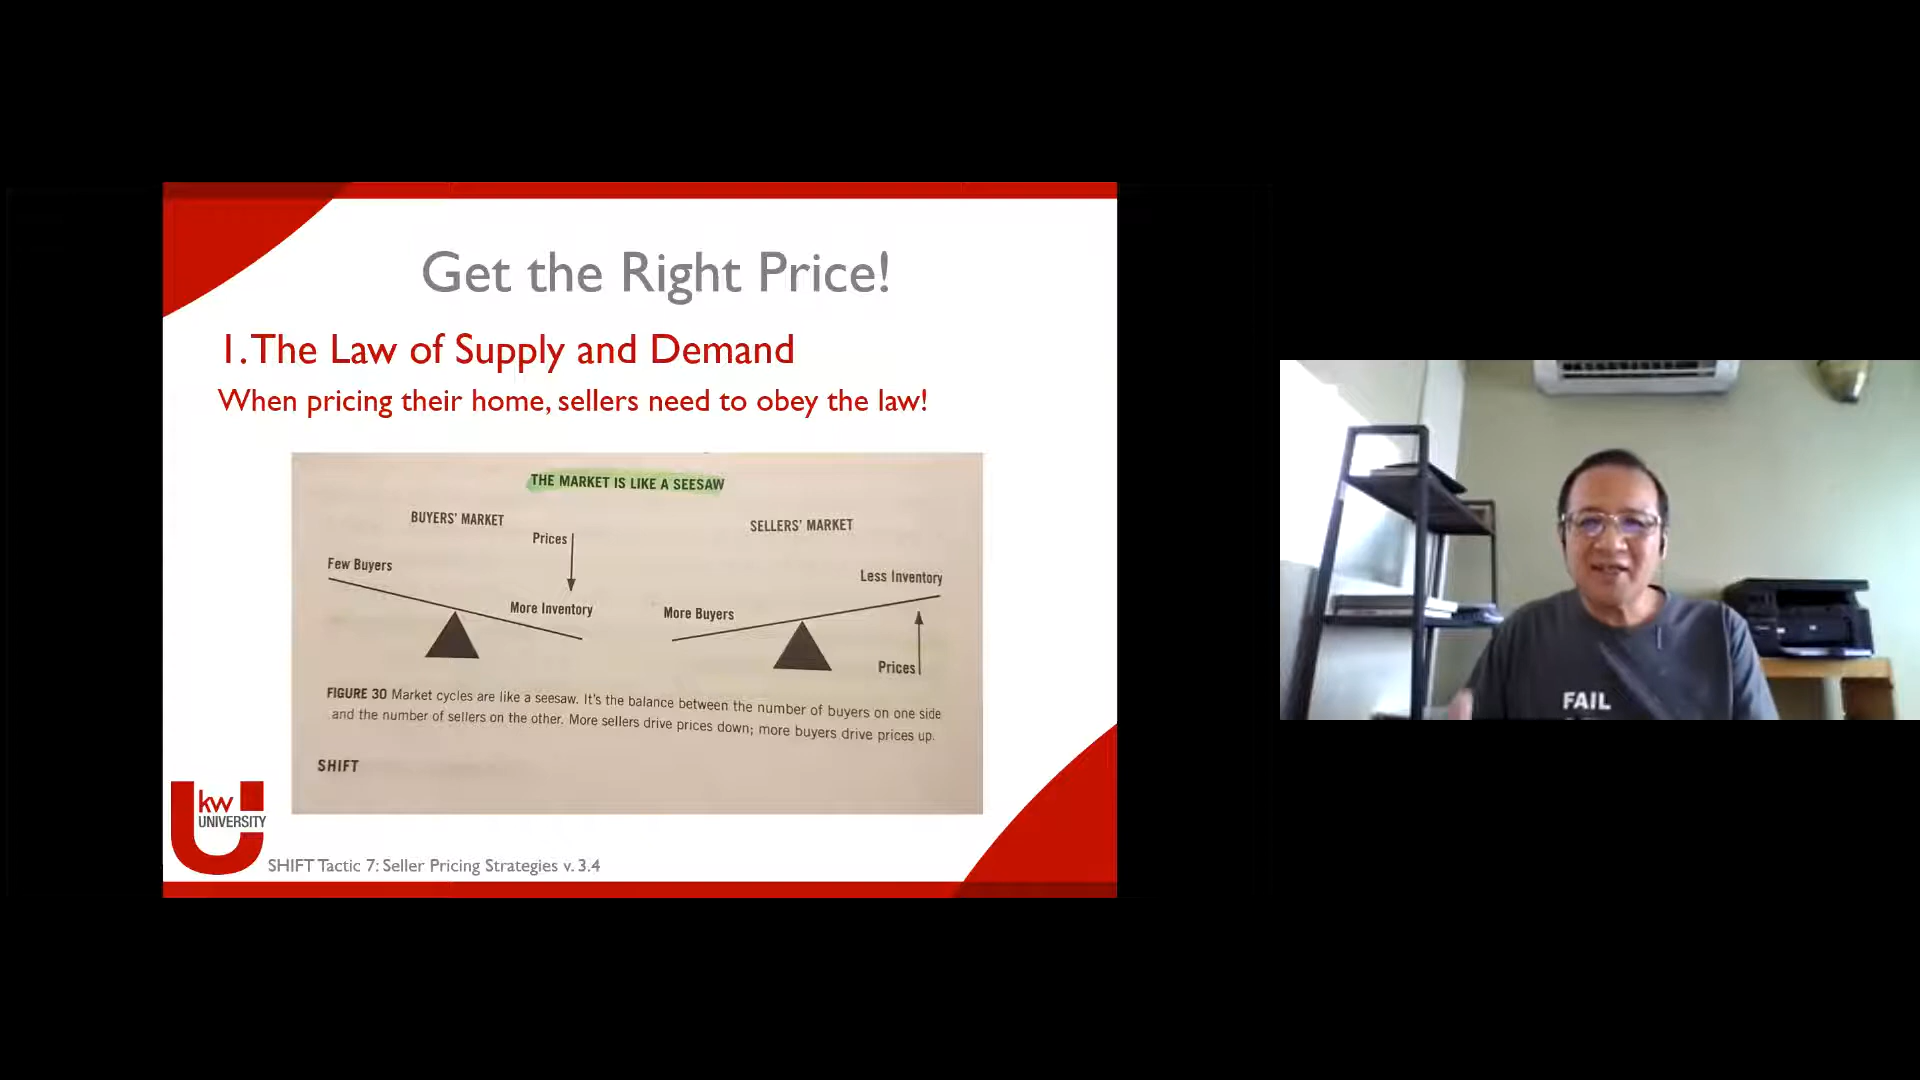 Get the Right Price!
1. The Law of Supply and Demand
When pricing their home, sellers need to obey the law!
THE MARKET IS LIKE A SEESAW
BUYERS' MARKET
Prices
Few Buyers
More Inventory
SELLERS' MARKET
Less Inventory
More Buyers
Prices
FIGURE 30 Market cycles are like a seesaw. It's the balance between the number of buyers on one side
and the number of sellers on the other. More sellers drive prices down; more buyers drive prices up.
SHIFT
kw
UNIVERSITY
SHIFT Tactic 7: Seller Pricing Strategies v. 3.4
FAIL